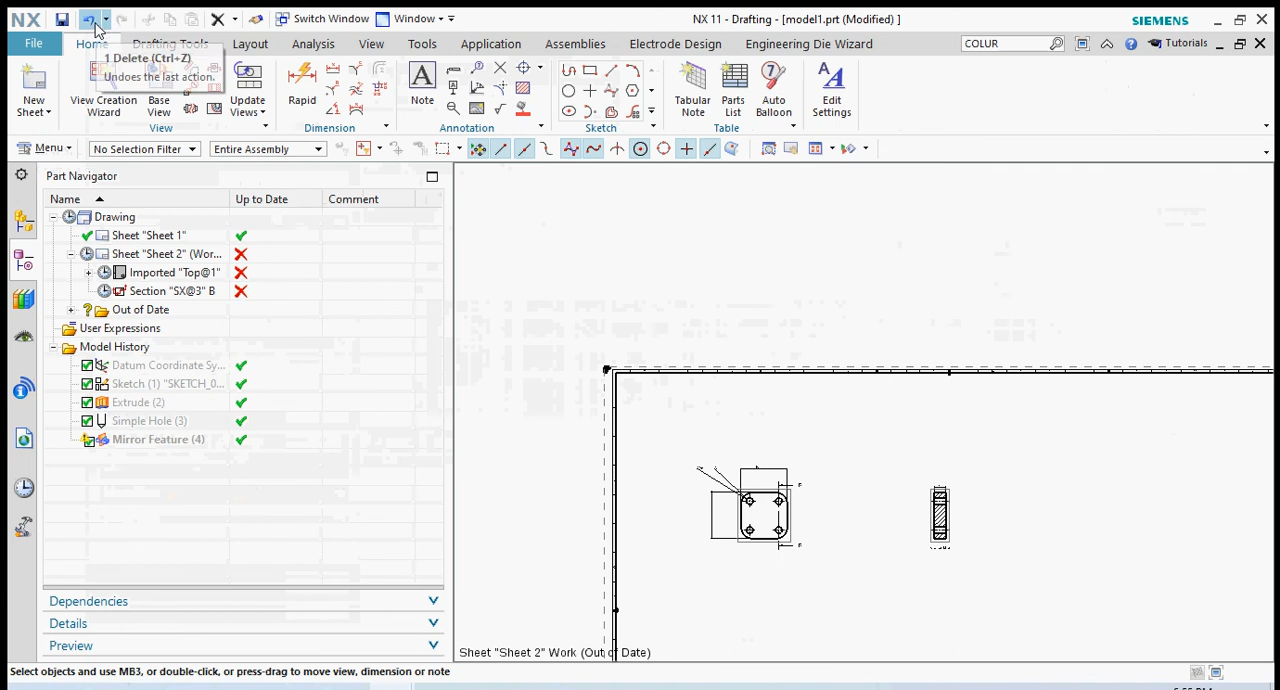 NX
Switch Window
Window
NX 11 - Drafting - [model1.prt (Modified) ]
SIEMENS
File
Home
Drafting Tools
Layout
Analysis
View
Tools
Application
Assemblies
Electrode Design
Engineering Die Wizard
COLUR
Tutorials
1 Delete (Ctrl+Z)
Undoes the last action.
New Sheet
View Creation Wizard
Base View
Update Views
Rapid
Note
Tabular Note
Parts List
Auto Balloon
Edit Settings
View
Dimension
Annotation
Sketch
Table
Menu
No Selection Filter
Entire Assembly
Part Navigator
Name
Up to Date
Comment
Drawing
Sheet "Sheet 1"
Sheet "Sheet 2" (Wor...
Imported "Top@1"
Section "SX@3" B
Out of Date
User Expressions
Model History
Datum Coordinate Sy...
Sketch (1) "SKETCH_0...
Extrude (2)
Simple Hole (3)
Mirror Feature (4)
Dependencies
Details
Preview
Sheet "Sheet 2" Work (Out of Date)
Select objects and use MB3, or double-click, or press-drag to move view, dimension or note